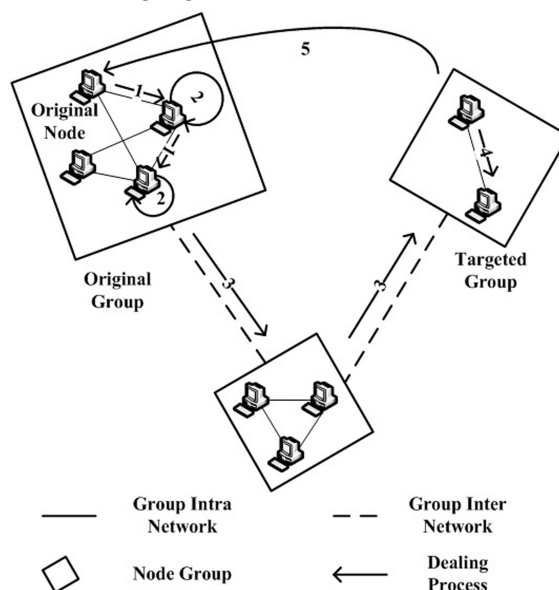 5
1
2
Original
Node
1
2
4
Original
Group
Targeted
Group
3
3
Group Intra
Network
Group Inter
Network
Node Group
Dealing
Process